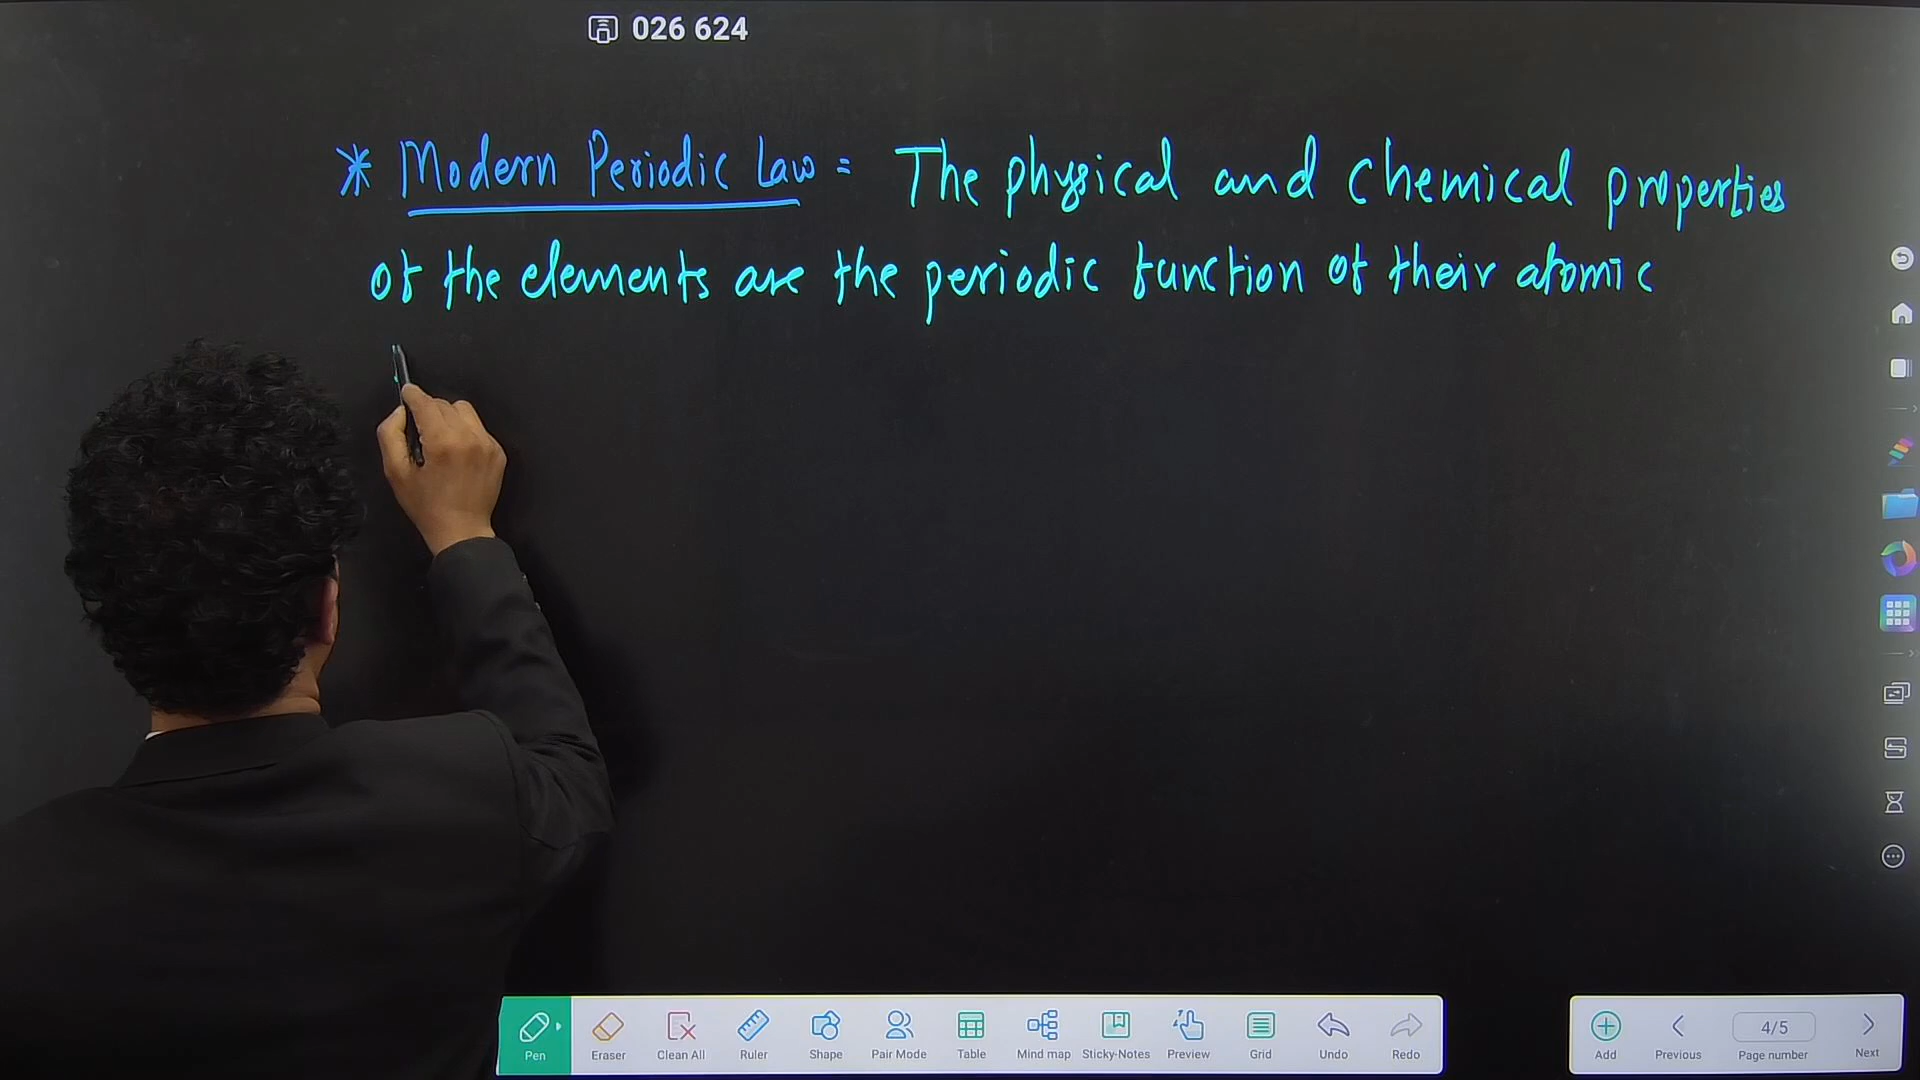 026 624
* Modern Periodic Law = The physical and chemical properties
of the elements are the periodic function of their atomic
Pen
Eraser
Clean All
Ruler
Shape
Pair Mode
Table
Mind map
Sticky-Notes
Preview
Grid
Undo
Redo
Add
Previous
4/5
Page number
Next